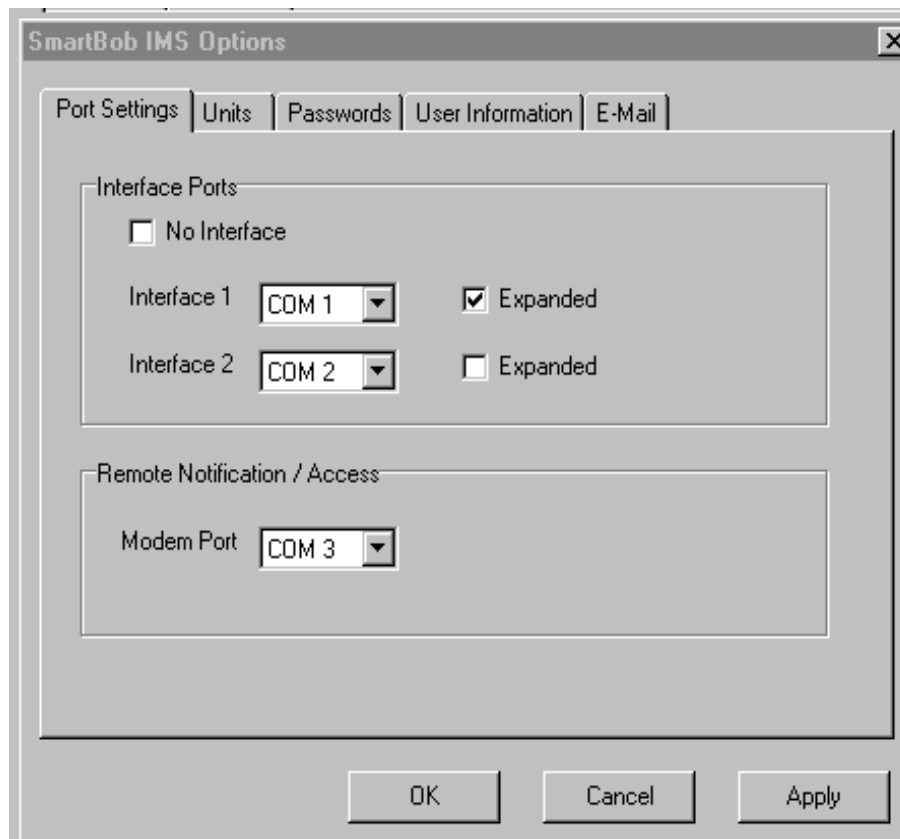 SmartBob IMS Options
Port Settings Units Passwords User Information E-Mail
Interface Ports
No Interface
Interface 1 COM 1 Expanded
Interface 2 COM 2 Expanded
Remote Notification / Access
Modem Port COM 3
OK Cancel Apply